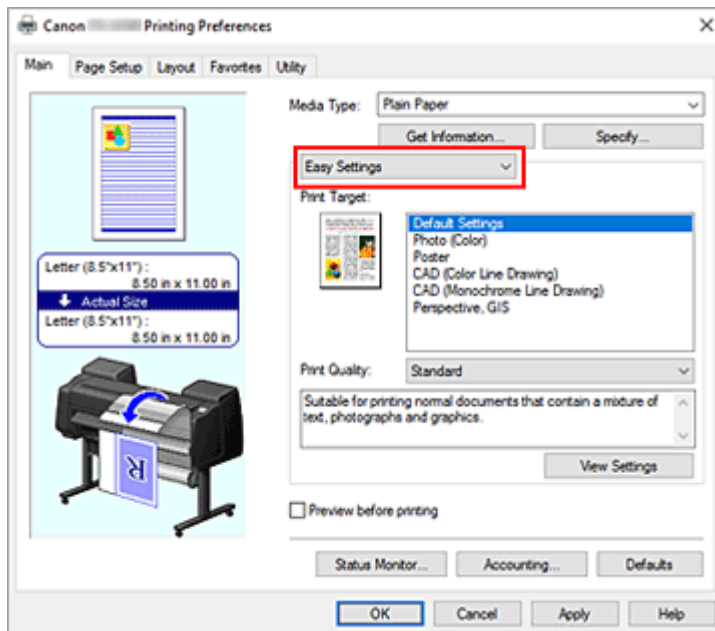 Canon Printing Preferences
Main Page Setup Layout Favorites Utility
Media Type: Plain Paper
Get Information... Specify...
Easy Settings
Print Target:
Default Settings
Photo (Color)
Poster
CAD (Color Line Drawing)
CAD (Monochrome Line Drawing)
Perspective, GIS
Letter (8.5"x11") :
8.50 in x 11.00 in
Actual Size
Letter (8.5"x11") :
8.50 in x 11.00 in
R
Print Quality: Standard
Suitable for printing normal documents that contain a mixture of
text, photographs and graphics.
View Settings
Preview before printing
Status Monitor... Accounting... Defaults
OK Cancel Apply Help